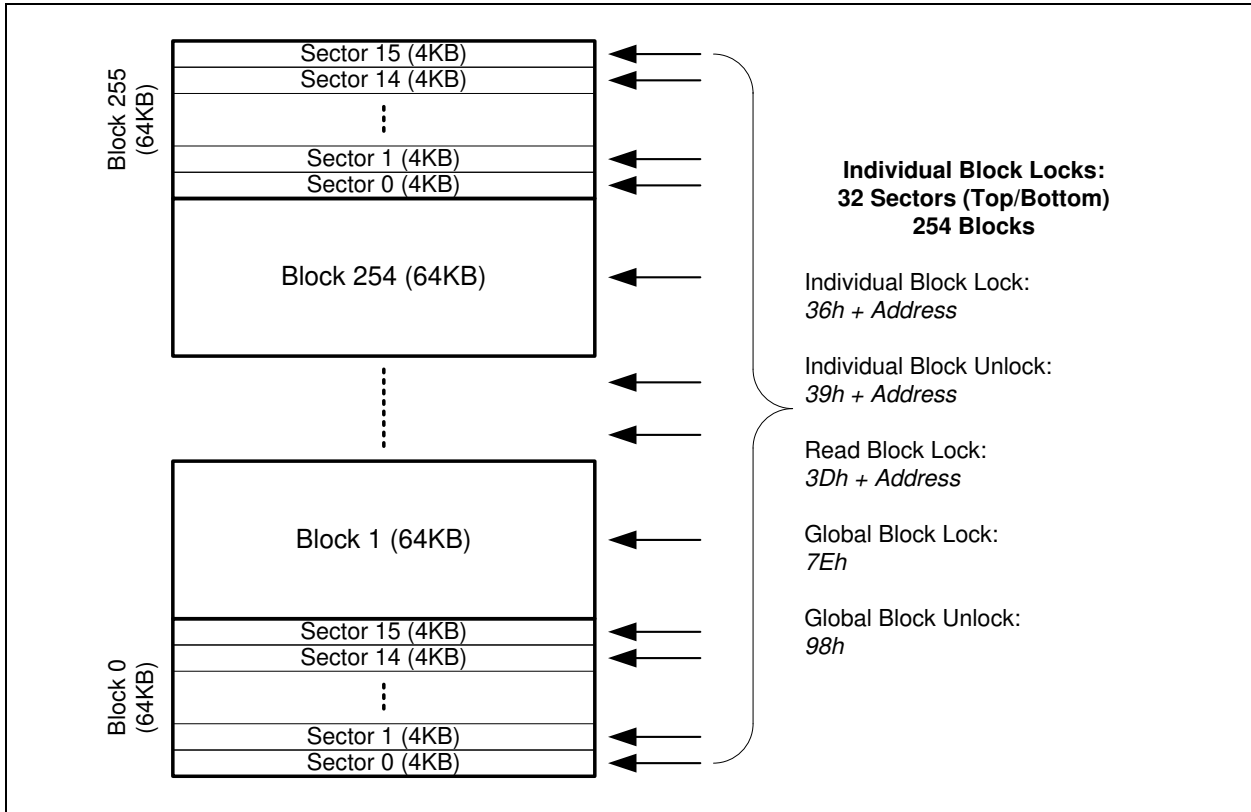 Block 255
(64KB)
Sector 15 (4KB)
Sector 14 (4KB)
Sector 1 (4KB)
Sector 0 (4KB)
Block 254 (64KB)
Block 1 (64KB)
Block 0
(64KB)
Sector 15 (4KB)
Sector 14 (4KB)
Sector 1 (4KB)
Sector 0 (4KB)
Individual Block Locks:
32 Sectors (Top/Bottom)
254 Blocks
Individual Block Lock:
36h + Address
Individual Block Unlock:
39h + Address
Read Block Lock:
3Dh + Address
Global Block Lock:
7Eh
Global Block Unlock:
98h